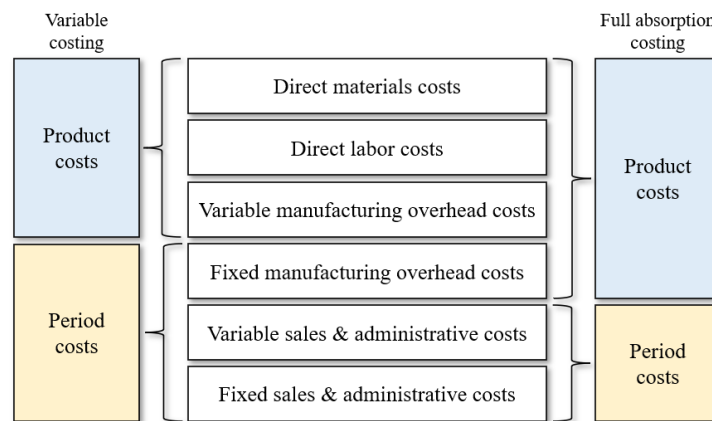 Variable
costing
Full absorption
costing
Product
costs
Direct materials costs
Direct labor costs
Variable manufacturing overhead costs
Product
costs
Period
costs
Fixed manufacturing overhead costs
Variable sales & administrative costs
Fixed sales & administrative costs
Period
costs